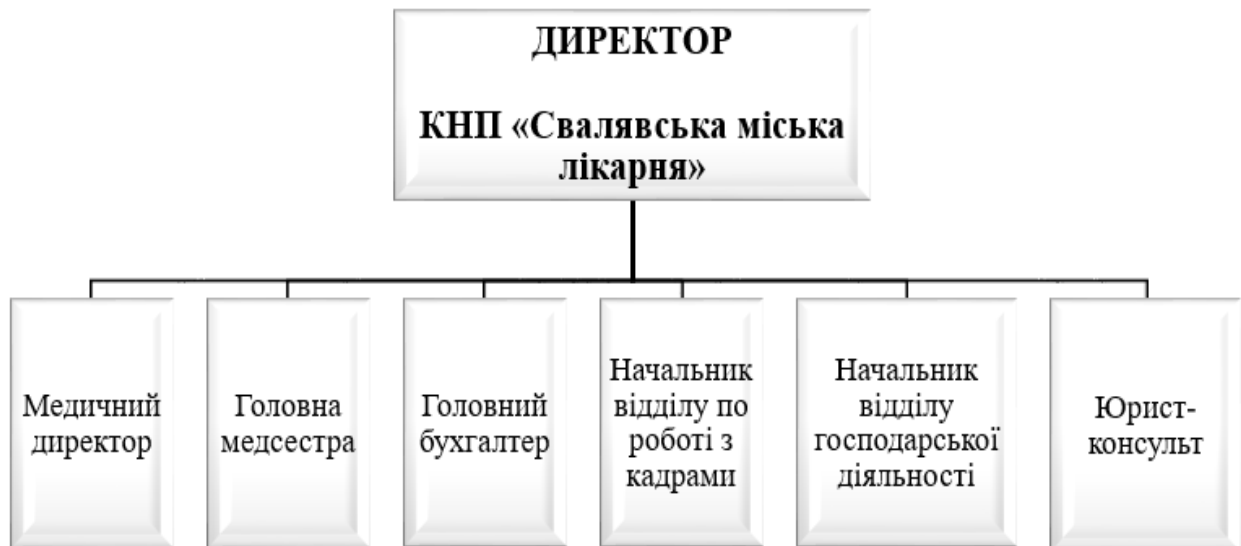 ДИРЕКТОР
КНП «Свалявська міська
лікарня»
Медичний
директор
Головна
медсестра
Головний
бухгалтер
Начальник
відділу по
роботі з
кадрами
Начальник
відділу
господарської
діяльності
Юрист-
консульт